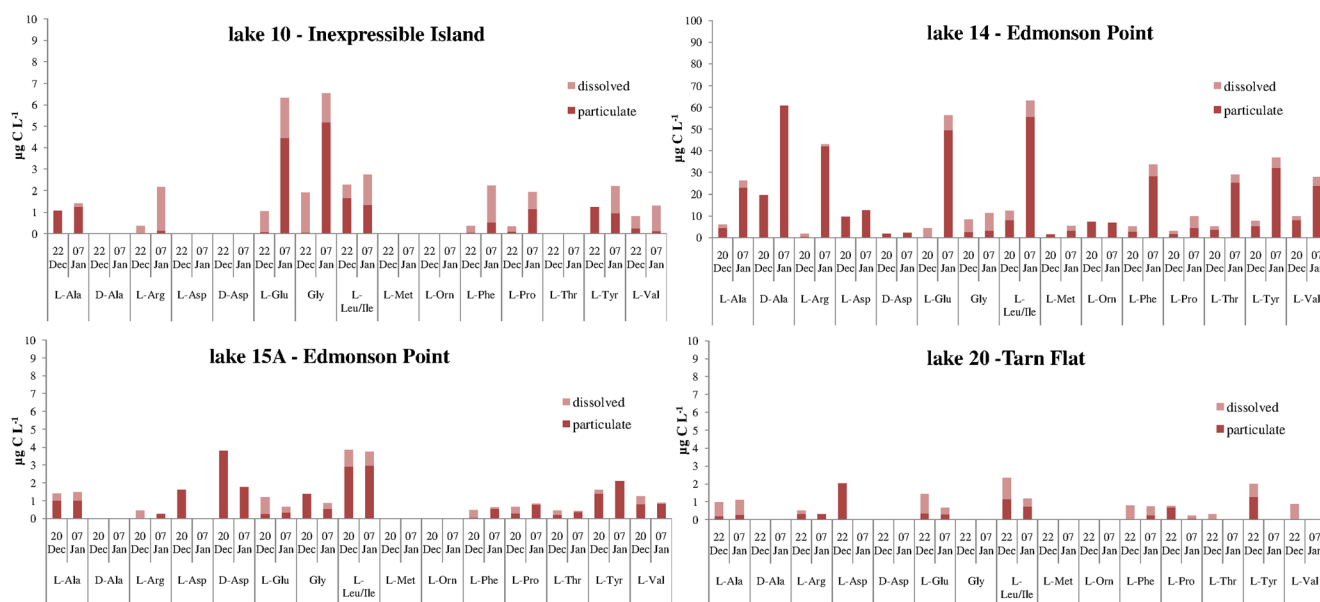 lake 10 - Inexpressible Island
10
9
8
7
6
5
4
3
2
1
0
µg C L-1
dissolved
particulate
22 07 22 07 22 07 22 07 22 07 22 07 22 07 22 07 22 07 22 07 22 07 22 07 22 07 22 07 22 07
Dec Jan Dec Jan Dec Jan Dec Jan Dec Jan Dec Jan Dec Jan Dec Jan Dec Jan Dec Jan Dec Jan Dec Jan Dec Jan Dec Jan Dec Jan
L-Ala D-Ala L-Arg L-Asp D-Asp L-Glu Gly L-Leu/Ile L-Met L-Orn L-Phe L-Pro L-Thr L-Tyr L-Val
lake 14 - Edmonson Point
100
90
80
70
60
50
40
30
20
10
0
µg C L-1
dissolved
particulate
20 07 20 07 20 07 20 07 20 07 20 07 20 07 20 07 20 07 20 07 20 07 20 07 20 07 20 07 20 07
Dec Jan Dec Jan Dec Jan Dec Jan Dec Jan Dec Jan Dec Jan Dec Jan Dec Jan Dec Jan Dec Jan Dec Jan Dec Jan Dec Jan Dec Jan
L-Ala D-Ala L-Arg L-Asp D-Asp L-Glu Gly L-Leu/Ile L-Met L-Orn L-Phe L-Pro L-Thr L-Tyr L-Val
lake 15A - Edmonson Point
10
9
8
7
6
5
4
3
2
1
0
µg C L-1
dissolved
particulate
20 07 20 07 20 07 20 07 20 07 20 07 20 07 20 07 20 07 20 07 20 07 20 07 20 07 20 07 20 07
Dec Jan Dec Jan Dec Jan Dec Jan Dec Jan Dec Jan Dec Jan Dec Jan Dec Jan Dec Jan Dec Jan Dec Jan Dec Jan Dec Jan Dec Jan
L-Ala D-Ala L-Arg L-Asp D-Asp L-Glu Gly L-Leu/Ile L-Met L-Orn L-Phe L-Pro L-Thr L-Tyr L-Val
lake 20 -Tarn Flat
10
9
8
7
6
5
4
3
2
1
0
µg C L-1
dissolved
particulate
22 07 22 07 22 07 22 07 22 07 22 07 22 07 22 07 22 07 22 07 22 07 22 07 22 07 22 07 22 07
Dec Jan Dec Jan Dec Jan Dec Jan Dec Jan Dec Jan Dec Jan Dec Jan Dec Jan Dec Jan Dec Jan Dec Jan Dec Jan Dec Jan Dec Jan
L-Ala D-Ala L-Arg L-Asp D-Asp L-Glu Gly L-Leu/Ile L-Met L-Orn L-Phe L-Pro L-Thr L-Tyr L-Val